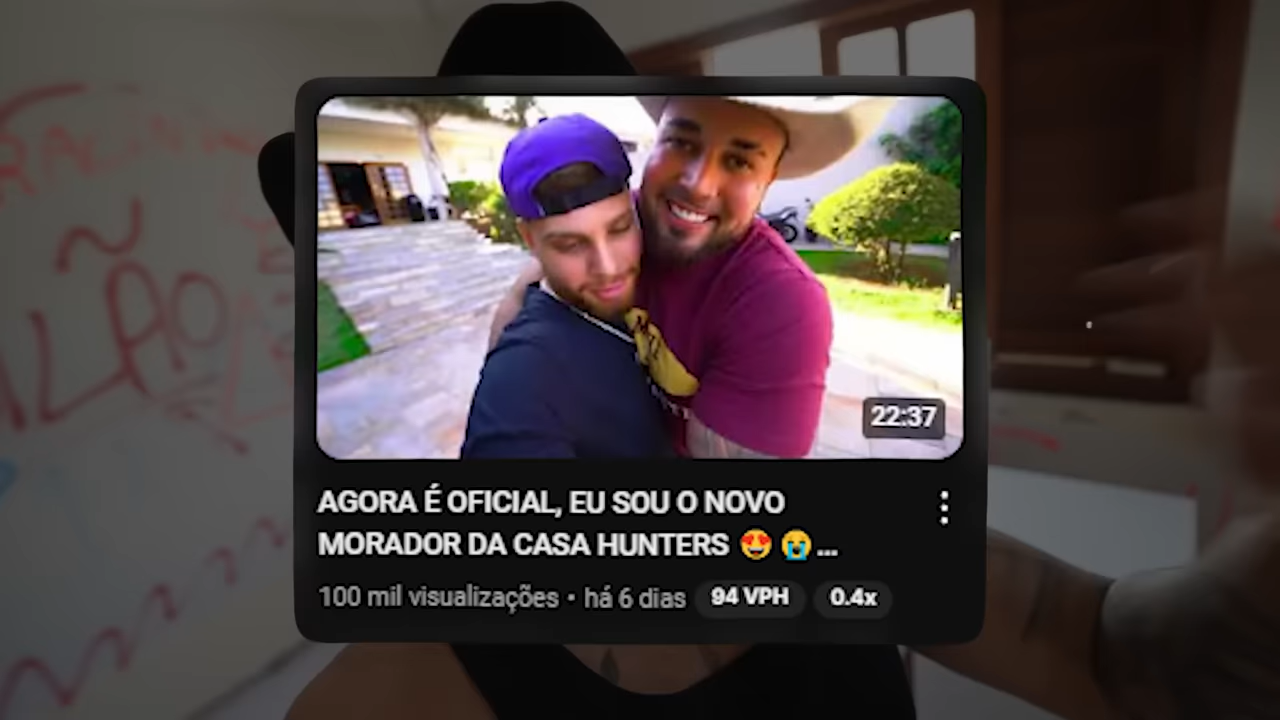 22:37
AGORA É OFICIAL, EU SOU O NOVO
MORADOR DA CASA HUNTERS 😍 😭 ...
100 mil visualizações • há 6 dias 94 VPH 0.4x